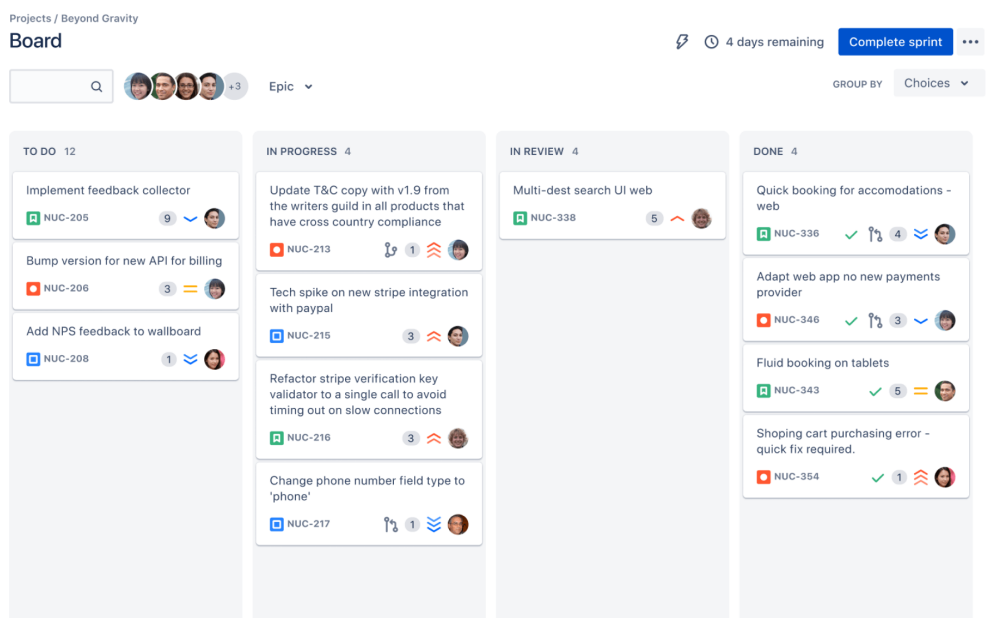 Projects / Beyond Gravity
Board
4 days remaining
Complete sprint
+3
Epic
GROUP BY
Choices
TO DO 12
Implement feedback collector
NUC-205
9
Bump version for new API for billing
NUC-206
3
Add NPS feedback to wallboard
NUC-208
1
IN PROGRESS 4
Update T&C copy with v1.9 from
the writers guild in all products that
have cross country compliance
NUC-213
1
Tech spike on new stripe integration
with paypal
NUC-215
3
Refactor stripe verification key
validator to a single call to avoid
timing out on slow connections
NUC-216
3
Change phone number field type to
'phone'
NUC-217
1
IN REVIEW 4
Multi-dest search UI web
NUC-338
5
DONE 4
Quick booking for accomodations -
web
NUC-336
4
Adapt web app no new payments
provider
NUC-346
3
Fluid booking on tablets
NUC-343
5
Shoping cart purchasing error -
quick fix required.
NUC-354
1